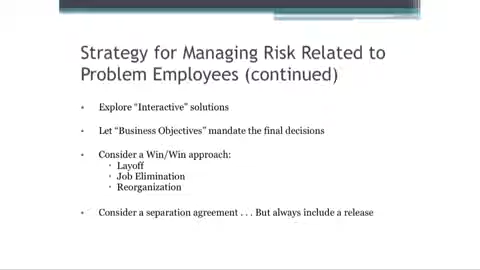 Strategy for Managing Risk Related to
Problem Employees (continued)
• Explore “Interactive” solutions
• Let “Business Objectives” mandate the final decisions
• Consider a Win/Win approach:
• Layoff
• Job Elimination
• Reorganization
• Consider a separation agreement . . . But always include a release